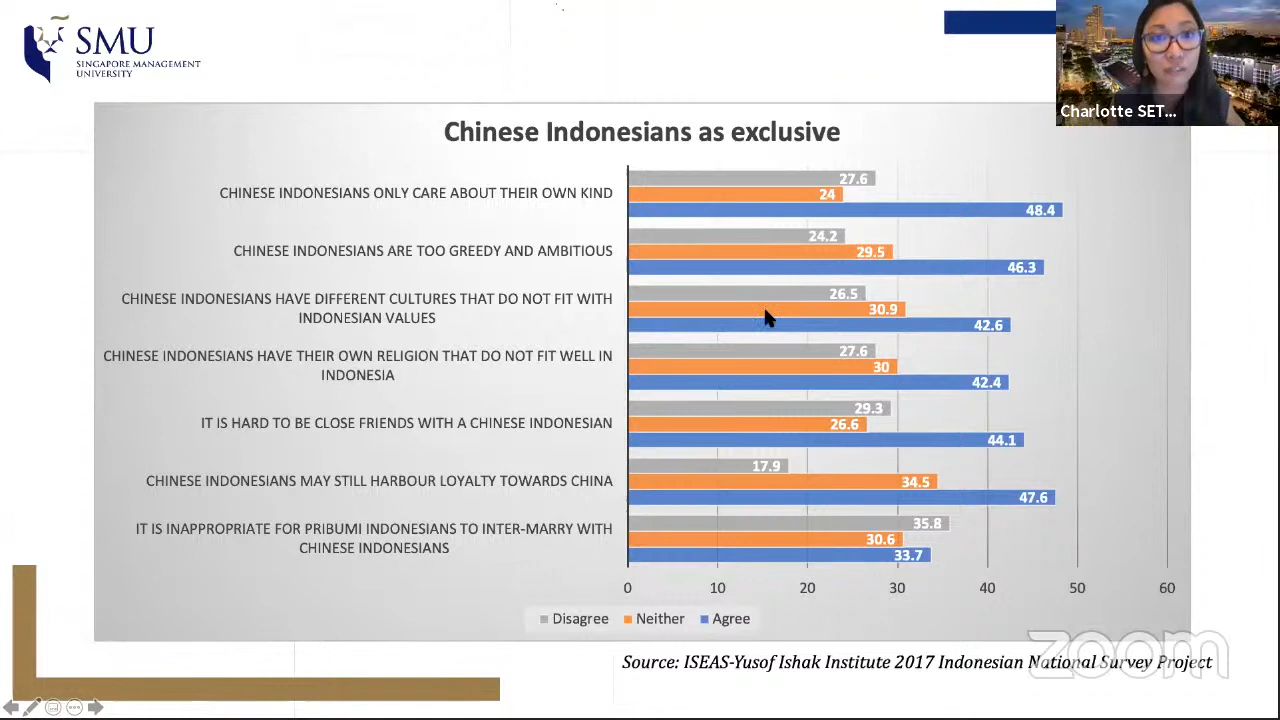 SMU
SINGAPORE MANAGEMENT
UNIVERSITY
Charlotte SET...
Chinese Indonesians as exclusive
CHINESE INDONESIANS ONLY CARE ABOUT THEIR OWN KIND
27.6
24
48.4
CHINESE INDONESIANS ARE TOO GREEDY AND AMBITIOUS
24.2
29.5
46.3
CHINESE INDONESIANS HAVE DIFFERENT CULTURES THAT DO NOT FIT WITH
INDONESIAN VALUES
26.5
30.9
42.6
CHINESE INDONESIANS HAVE THEIR OWN RELIGION THAT DO NOT FIT WELL IN
INDONESIA
27.6
30
42.4
IT IS HARD TO BE CLOSE FRIENDS WITH A CHINESE INDONESIAN
29.3
26.6
44.1
CHINESE INDONESIANS MAY STILL HARBOUR LOYALTY TOWARDS CHINA
17.9
34.5
47.6
IT IS INAPPROPRIATE FOR PRIBUMI INDONESIANS TO INTER-MARRY WITH
CHINESE INDONESIANS
35.8
30.6
33.7
0 10 20 30 40 50 60
Disagree Neither Agree
zoom
Source: ISEAS-Yusof Ishak Institute 2017 Indonesian National Survey Project